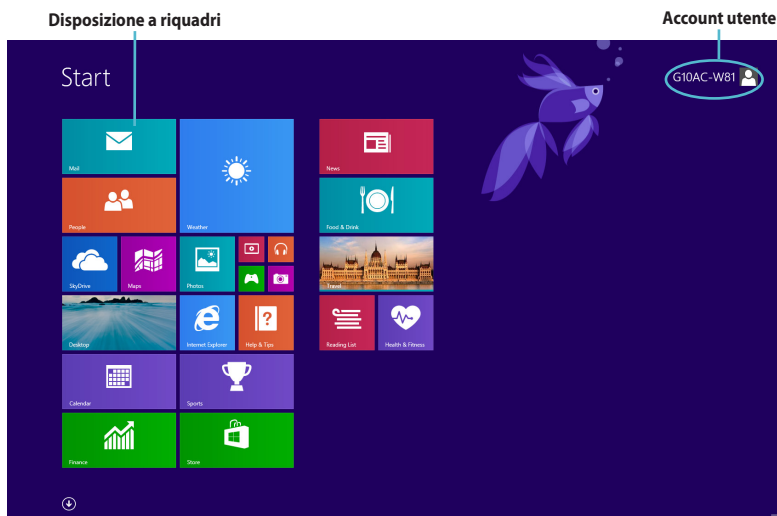 Disposizione a riquadri
Account utente
Start
G10AC-W81
Mail
People
Weather
SkyDrive
Maps
Photos
Desktop
Internet Explorer
Help & Tips
Calendar
Sports
Finance
Store
News
Food & Drink
Travel
Reading List
Health & Fitness